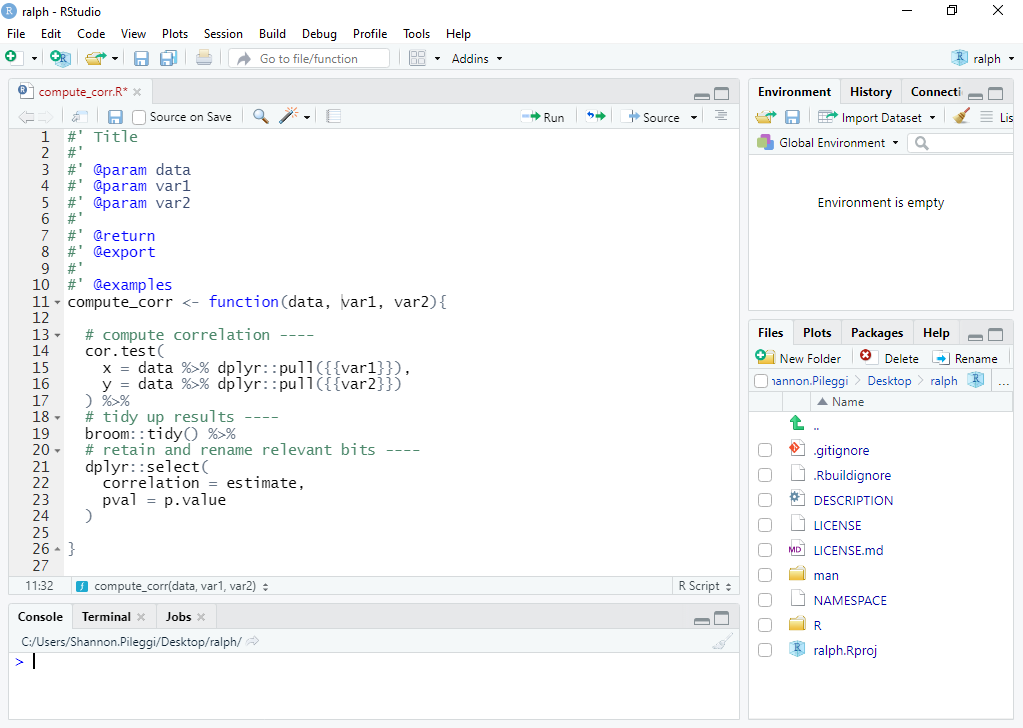 ralph - RStudio
File Edit Code View Plots Session Build Debug Profile Tools Help
Go to file/function Addins ralph
compute_corr.R*
Source on Save Run Source
1 #' Title
2 #'
3 #' @param data
4 #' @param var1
5 #' @param var2
6 #'
7 #' @return
8 #' @export
9 #'
10 #' @examples
11 compute_corr <- function(data, var1, var2){
12
13 # compute correlation ----
14 cor.test(
15 x = data %>% dplyr::pull({{var1}}),
16 y = data %>% dplyr::pull({{var2}})
17 ) %>%
18 # tidy up results ----
19 broom::tidy() %>%
20 # retain and rename relevant bits ----
21 dplyr::select(
22 correlation = estimate,
23 pval = p.value
24 )
25
26 }
27
11:32 compute_corr(data, var1, var2) R Script
Console Terminal Jobs
C:/Users/Shannon.Pileggi/Desktop/ralph/
>
Environment History Connecti
Import Dataset Lis
Global Environment
Environment is empty
Files Plots Packages Help
New Folder Delete Rename
hannon.Pileggi Desktop ralph ...
Name
..
.gitignore
.Rbuildignore
DESCRIPTION
LICENSE
MD LICENSE.md
man
NAMESPACE
R
ralph.Rproj